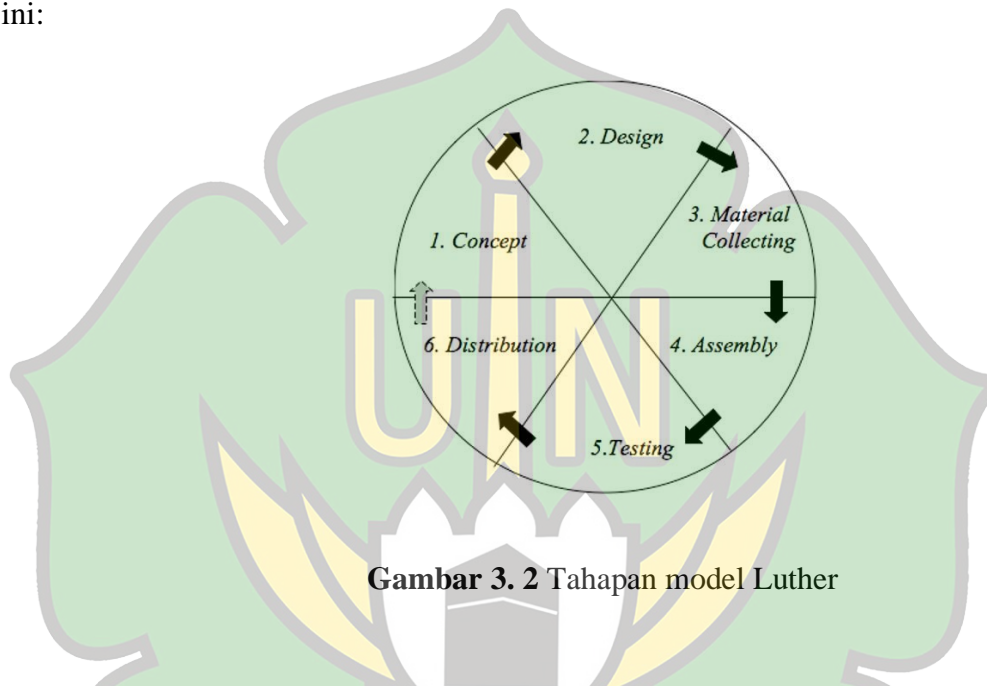 ini:
2. Design
3. Material
Collecting
1. Concept
6. Distribution
4. Assembly
5.Testing
UIN
Gambar 3. 2 Tahapan model Luther